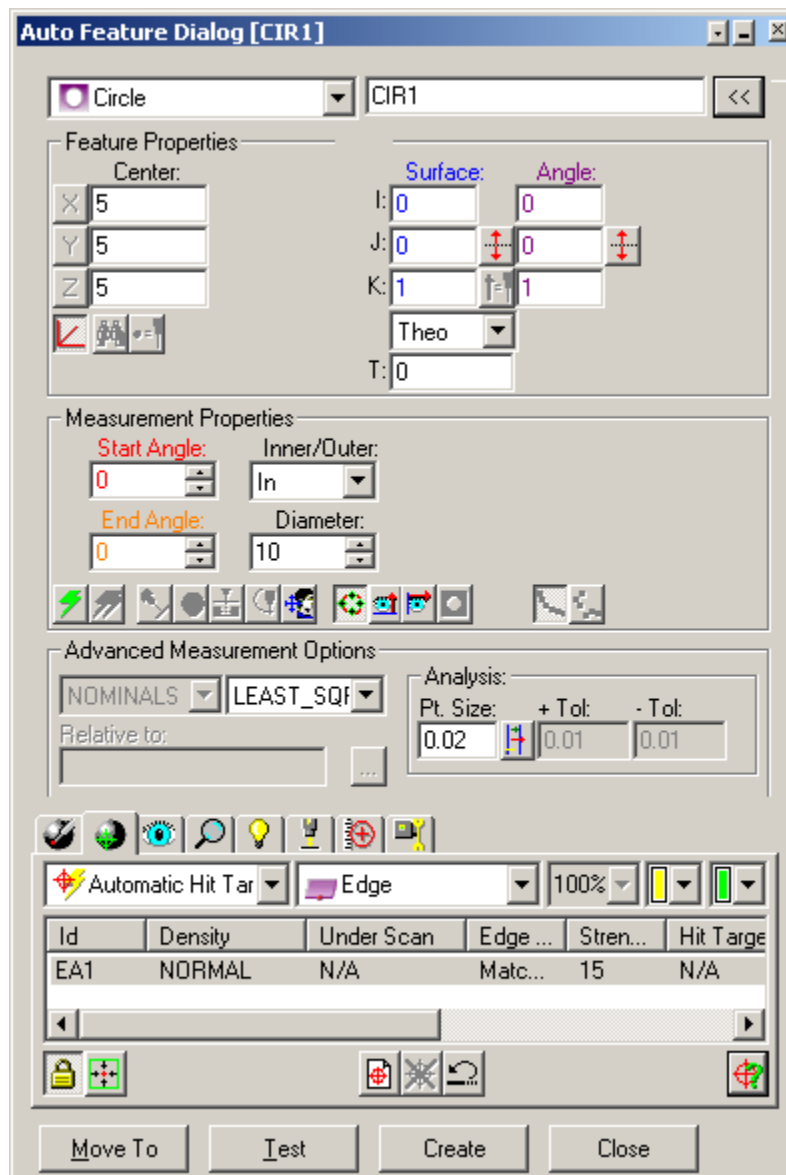 Auto Feature Dialog [CIR1]
Circle CIR1 <<
Feature Properties
Center: Surface: Angle:
X 5 I: 0 0
Y 5 J: 0 0
Z 5 K: 1 1
Theo
T: 0
Measurement Properties
Start Angle: Inner/Outer:
0 In
End Angle: Diameter:
0 10
Advanced Measurement Options
NOMINALS LEAST_SQR Analysis:
Pt. Size: + Tol: - Tol:
Relative to: 0.02 0.01 0.01
...
Automatic Hit Tar Edge 100%
Id Density Under Scan Edge ... Stren... Hit Targe
EA1 NORMAL N/A Matc... 15 N/A
Move To Test Create Close